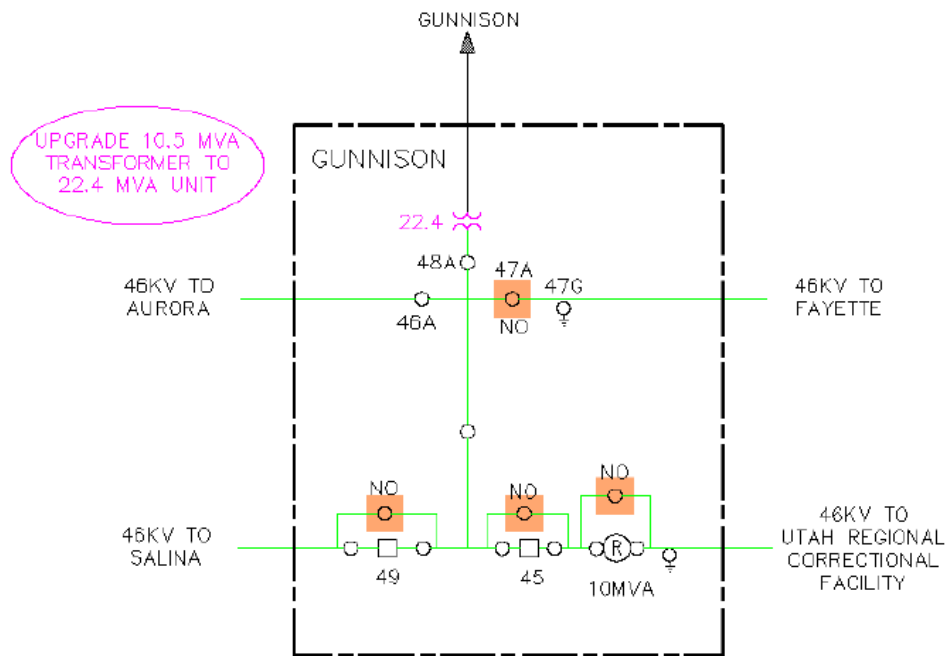 GUNNISON
UPGRADE 10.5 MVA
TRANSFORMER TO
22.4 MVA UNIT
GUNNISON
22.4
48A
47A
47G
46KV TO
AURORA
46A
NO
46KV TO
FAYETTE
NO
NO
NO
46KV TO
SALINA
49
45
R
10MVA
46KV TO
UTAH REGIONAL
CORRECTIONAL
FACILITY